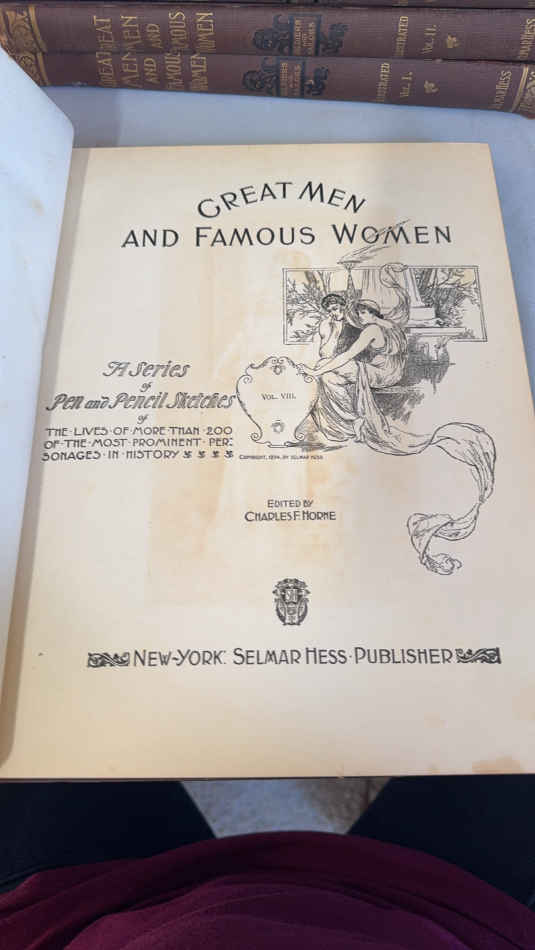 GREAT MEN AND FAMOUS WOMEN
ILLUSTRATED
VOL. II.
GREAT MEN AND FAMOUS WOMEN
SOLDIERS AND SAILORS
ILLUSTRATED
VOL. I.
GREAT MEN
AND FAMOUS WOMEN
A Series
of
Pen and Pencil Sketches
of
THE·LIVES·OF·MORE·THAN·200
OF·THE·MOST·PROMINENT·PER:
SONAGES·IN·HISTORY
VOL. VIII.
COPYRIGHT, 1894, BY SELMAR HESS
EDITED BY
CHARLES F. HORNE
NEW-YORK: SELMAR HESS·PUBLISHER